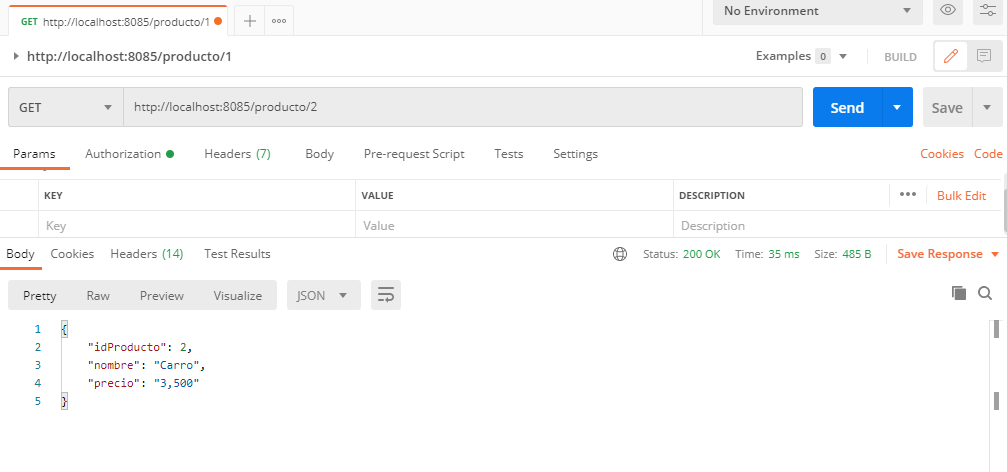 GET http://localhost:8085/producto/1
No Environment
http://localhost:8085/producto/1
Examples 0
BUILD
GET
http://localhost:8085/producto/2
Send
Save
Params
Authorization
Headers (7)
Body
Pre-request Script
Tests
Settings
Cookies
Code
KEY
VALUE
DESCRIPTION
Bulk Edit
Key
Value
Description
Body
Cookies
Headers (14)
Test Results
Status: 200 OK
Time: 35 ms
Size: 485 B
Save Response
Pretty
Raw
Preview
Visualize
JSON
1 {
2 "idProducto": 2,
3 "nombre": "Carro",
4 "precio": "3,500"
5 }